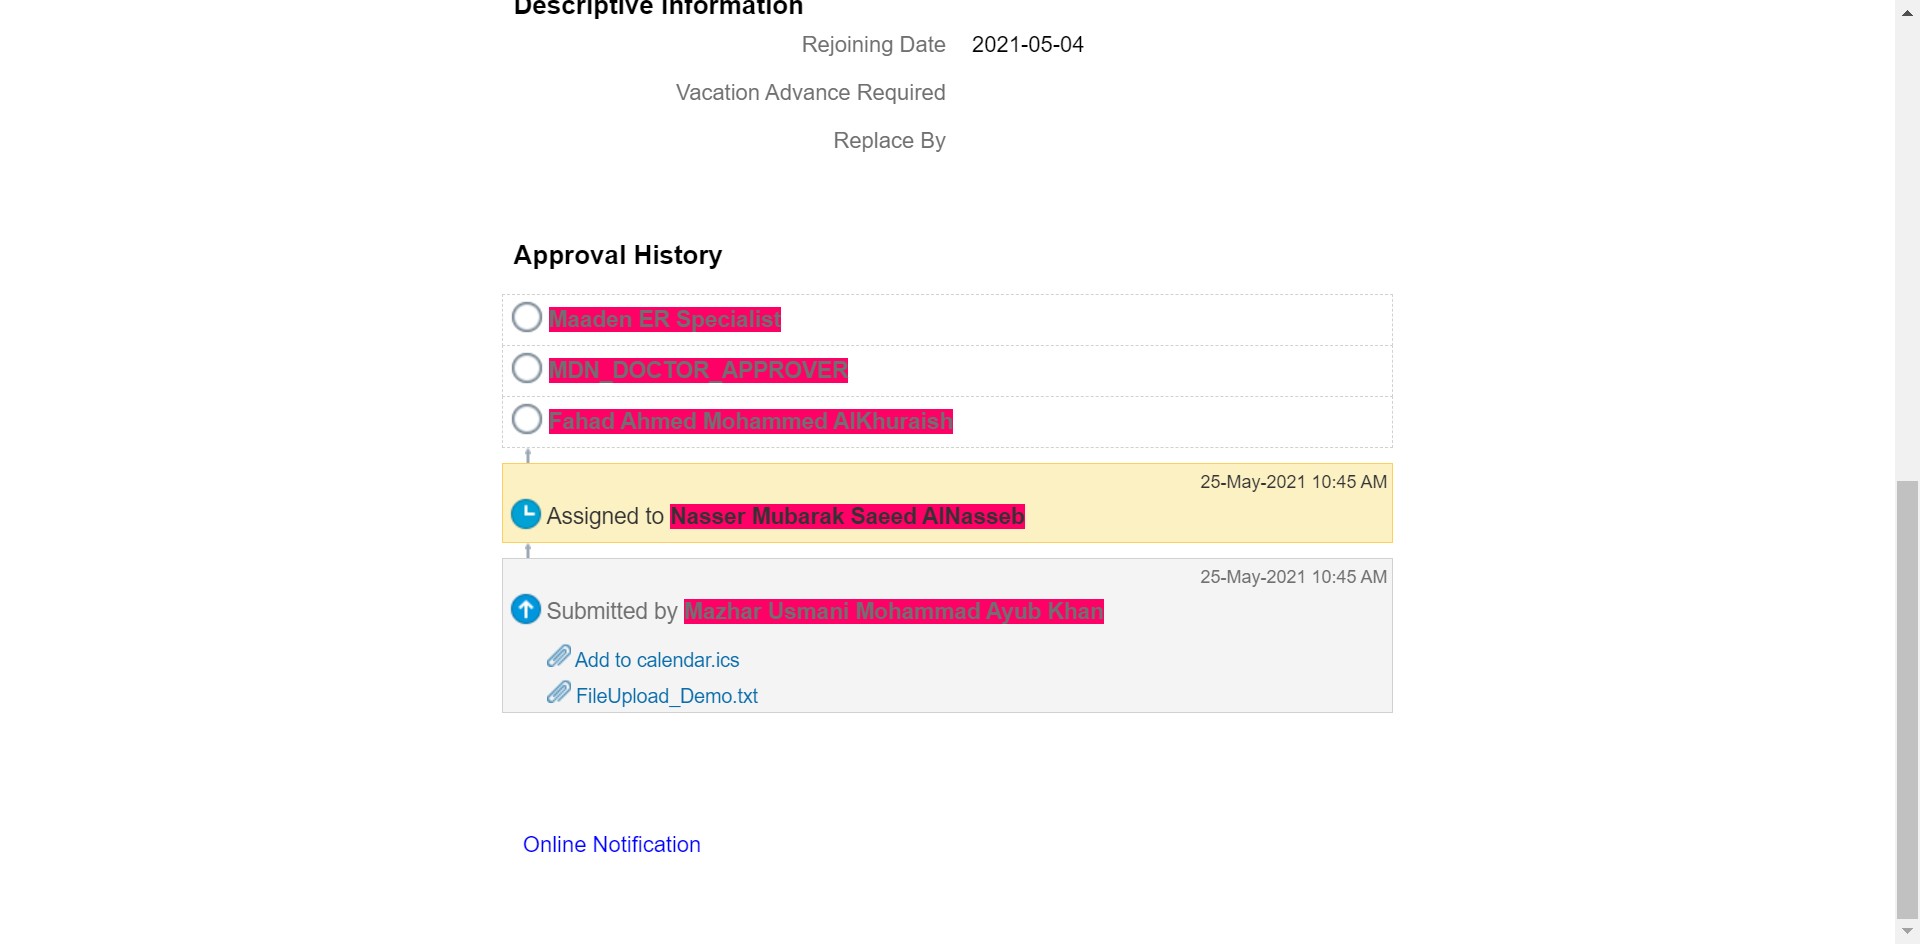 Descriptive Information
Rejoining Date 2021-05-04
Vacation Advance Required
Replace By
Approval History
Maaden ER Specialist
MDN_DOCTOR_APPROVER
Fahad Ahmed Mohammed AlKhuraish
25-May-2021 10:45 AM
Assigned to Nasser Mubarak Saeed AlNasseb
25-May-2021 10:45 AM
Submitted by Mazhar Usmani Mohammad Ayub Khan
Add to calendar.ics
FileUpload_Demo.txt
Online Notification